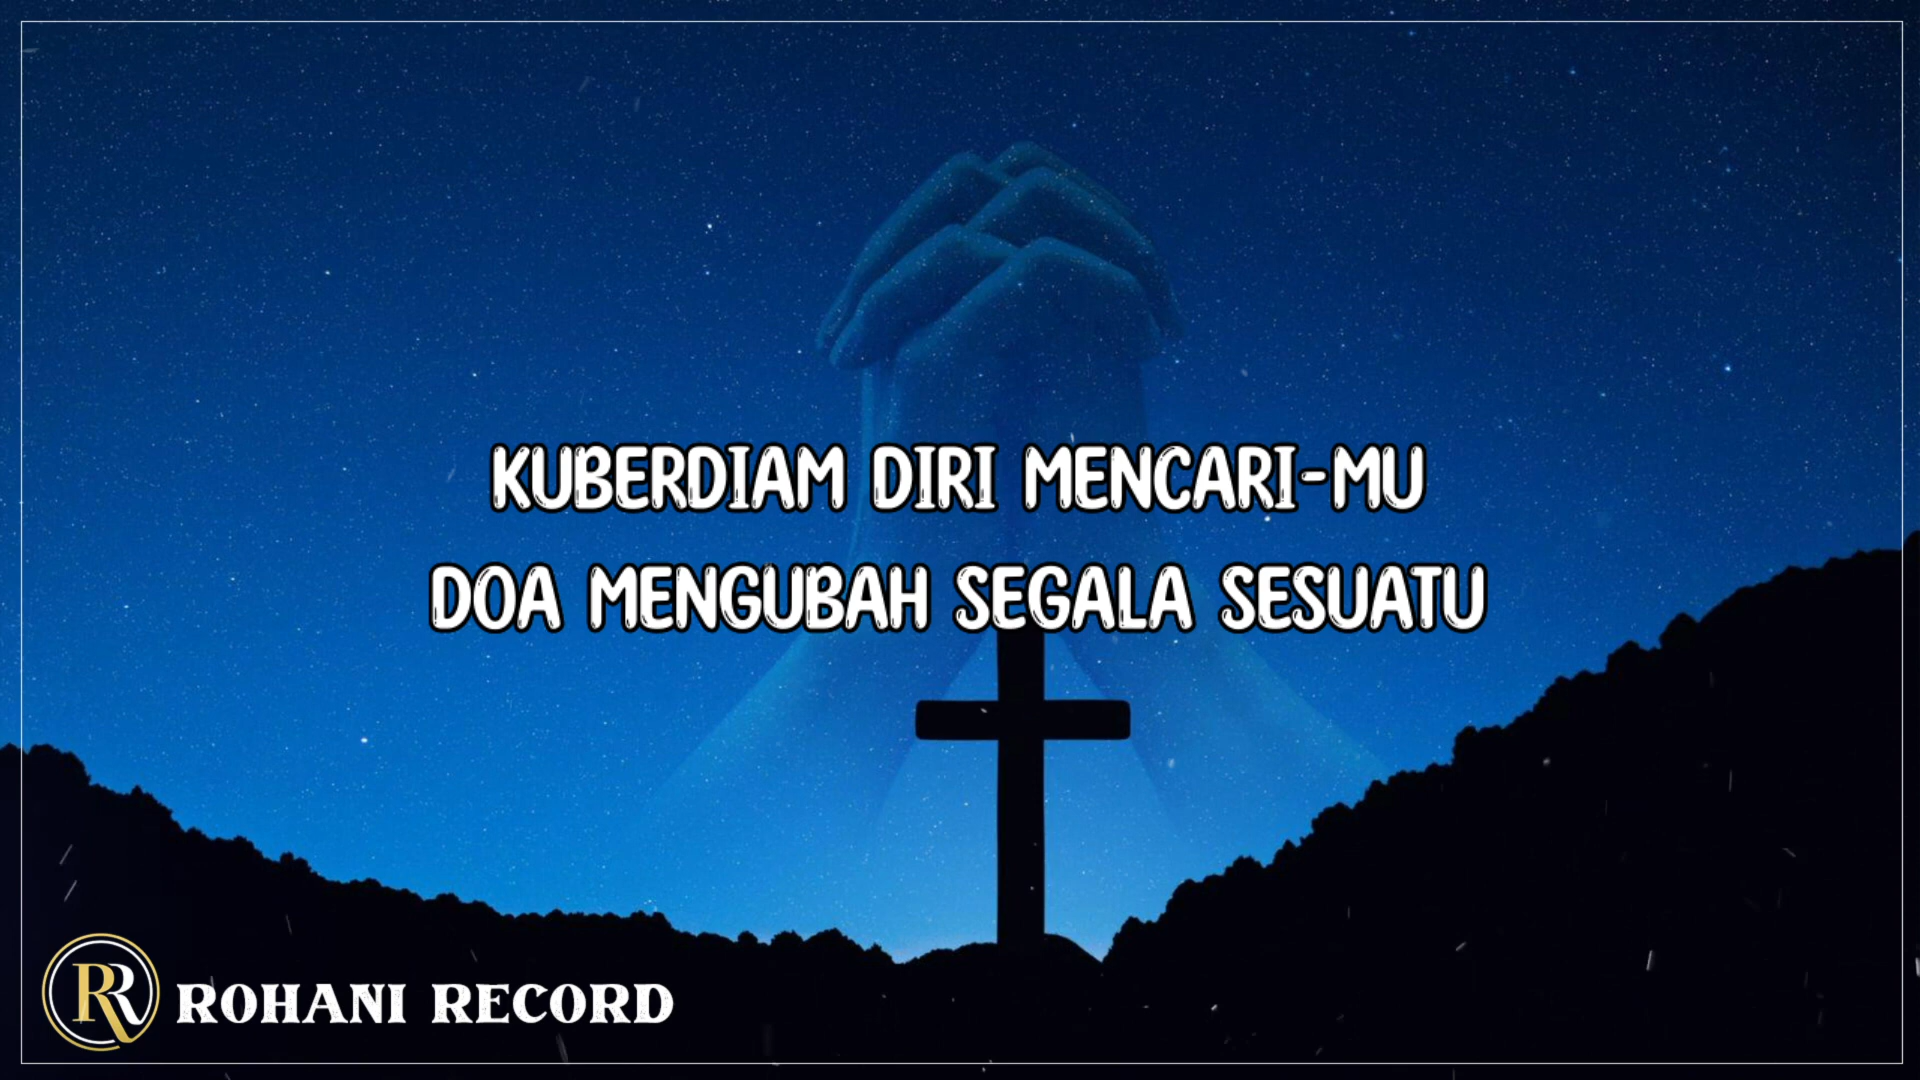 KUBERDIAM DIRI MENCARI-MU
DOA MENGUBAH SEGALA SESUATU
RR ROHANI RECORD